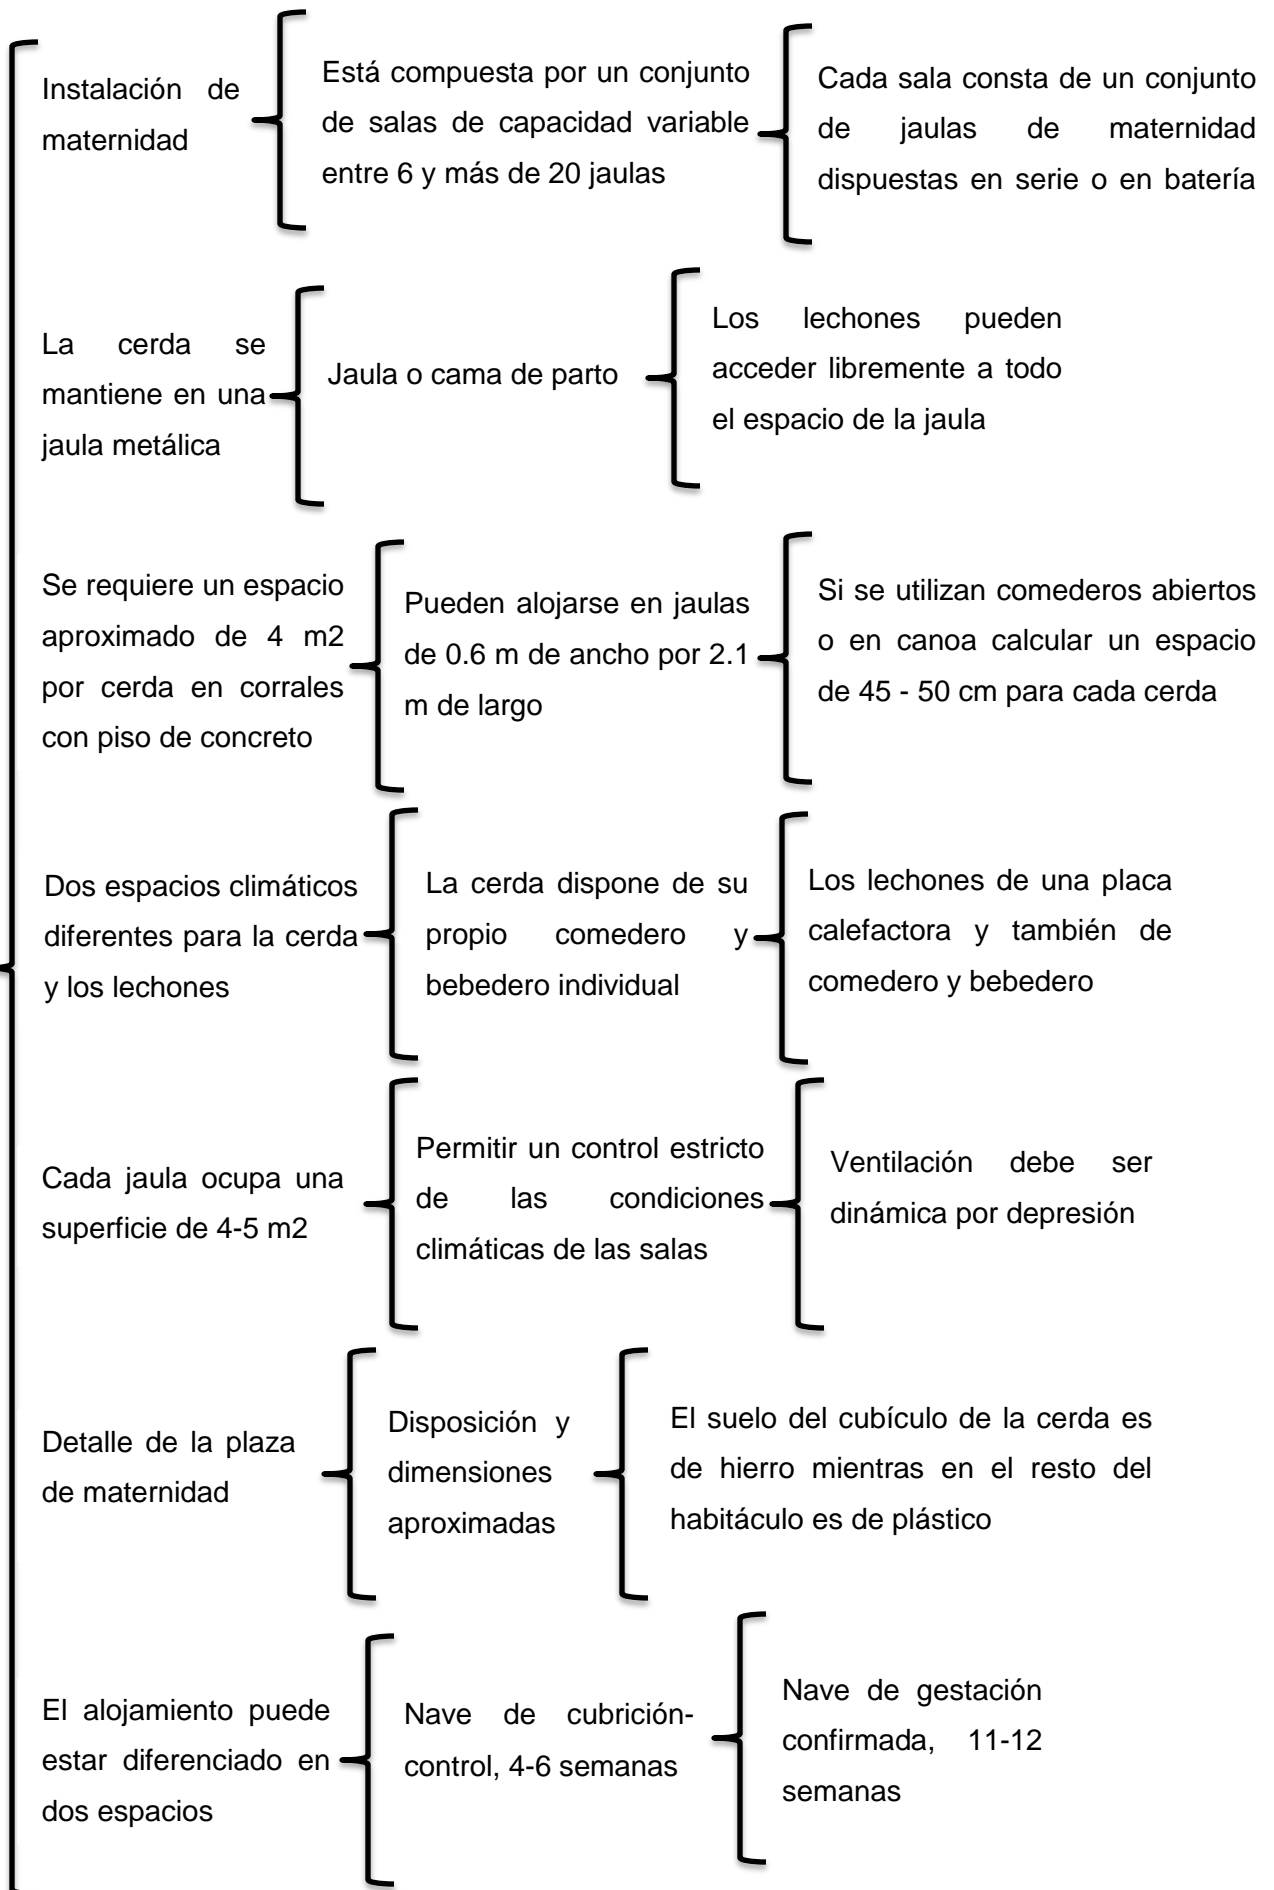 Instalación de
maternidad
Está compuesta por un conjunto
de salas de capacidad variable
entre 6 y más de 20 jaulas
Cada sala consta de un conjunto
de jaulas de maternidad
dispuestas en serie o en batería
La cerda se
mantiene en una
jaula metálica
Jaula o cama de parto
Los lechones pueden
acceder libremente a todo
el espacio de la jaula
Se requiere un espacio
aproximado de 4 m2
por cerda en corrales
con piso de concreto
Pueden alojarse en jaulas
de 0.6 m de ancho por 2.1
m de largo
Si se utilizan comederos abiertos
o en canoa calcular un espacio
de 45 - 50 cm para cada cerda
Dos espacios climáticos
diferentes para la cerda
y los lechones
La cerda dispone de su
propio comedero y
bebedero individual
Los lechones de una placa
calefactora y también de
comedero y bebedero
Cada jaula ocupa una
superficie de 4-5 m2
Permitir un control estricto
de las condiciones
climáticas de las salas
Ventilación debe ser
dinámica por depresión
Detalle de la plaza
de maternidad
Disposición y
dimensiones
aproximadas
El suelo del cubículo de la cerda es
de hierro mientras en el resto del
habitáculo es de plástico
El alojamiento puede
estar diferenciado en
dos espacios
Nave de cubrición-
control, 4-6 semanas
Nave de gestación
confirmada, 11-12
semanas